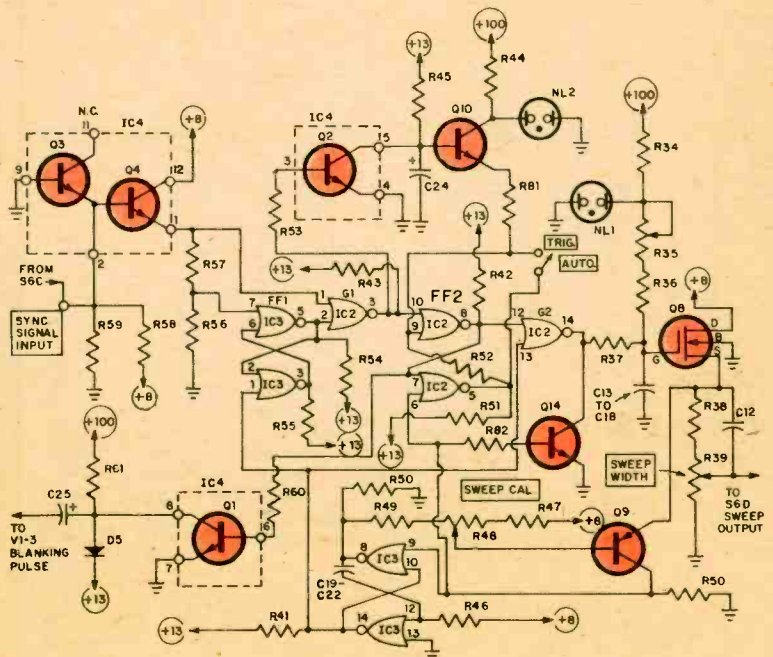 +100
+13
R44
R45
NL2
Q10
+100
N.C.
11
IC4
+8
IC4
Q3
Q4
12
9
1
2
3
Q2
5
14
C24
R34
NL1
R81
+13
TRIG.
AUTO.
R35
R53
R43
+13
R42
R57
FROM S6C
SYNC SIGNAL INPUT
R59
R58
+8
R56
7
6
FF1
5
IC3
1
2
G1
IC2
3
10
9
FF2
IC2
8
12
13
G2
IC2
14
R36
R37
+8
Q8
D
B
S
G
C13 TO C18
2
1
IC3
3
R54
+13
R55
+13
7
6
IC2
5
R52
R51
+13
R82
Q14
R38
C12
R39
SWEEP WIDTH
TO S6D SWEEP OUTPUT
+100
R61
C25
+
TO V1-3 BLANKING PULSE
D5
+13
IC4
8
7
Q1
6
R60
R50
SWEEP CAL
R49
R48
R47
+8
Q9
C19-C22
8
IC3
9
10
R50
+13
R41
14
IC3
12
13
R46
+8